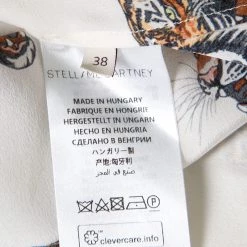 38
STELLA McCARTNEY
MADE IN HUNGARY
FABRIQUE EN HONGRIE
HERGESTELLT IN UNGARN
HECHO EN HUNGRIA
СДЕЛАНО В ВЕНГРИИ
ハンガリー製
产地: 匈牙利
صنع في المجر
P
clevercare.info